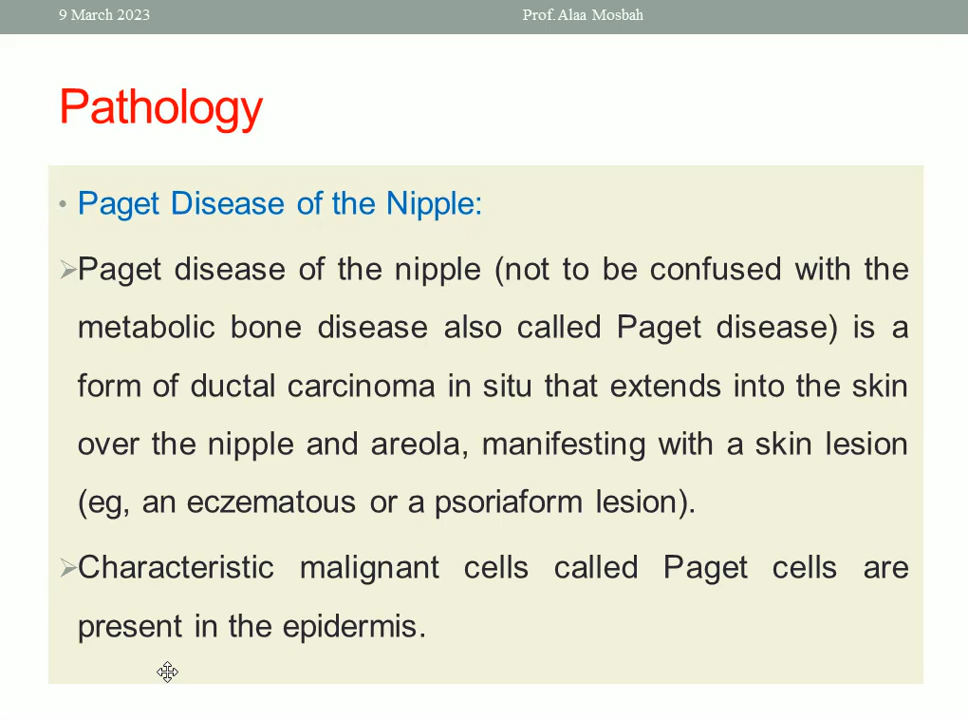 9 March 2023
Prof. Alaa Mosbah
Pathology
• Paget Disease of the Nipple:
➢Paget disease of the nipple (not to be confused with the
metabolic bone disease also called Paget disease) is a
form of ductal carcinoma in situ that extends into the skin
over the nipple and areola, manifesting with a skin lesion
(eg, an eczematous or a psoriaform lesion).
➢Characteristic malignant cells called Paget cells are
present in the epidermis.